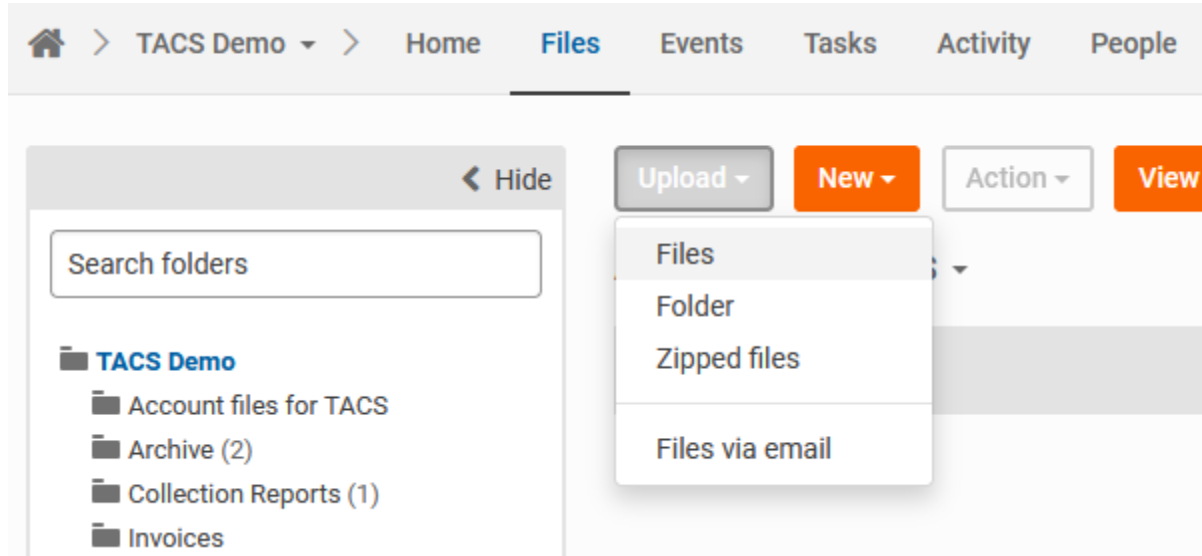 TACS Demo Home Files Events Tasks Activity People
Hide
Upload New Action View
Search folders
Files
Folder
Zipped files
Files via email
TACS Demo
Account files for TACS
Archive (2)
Collection Reports (1)
Invoices